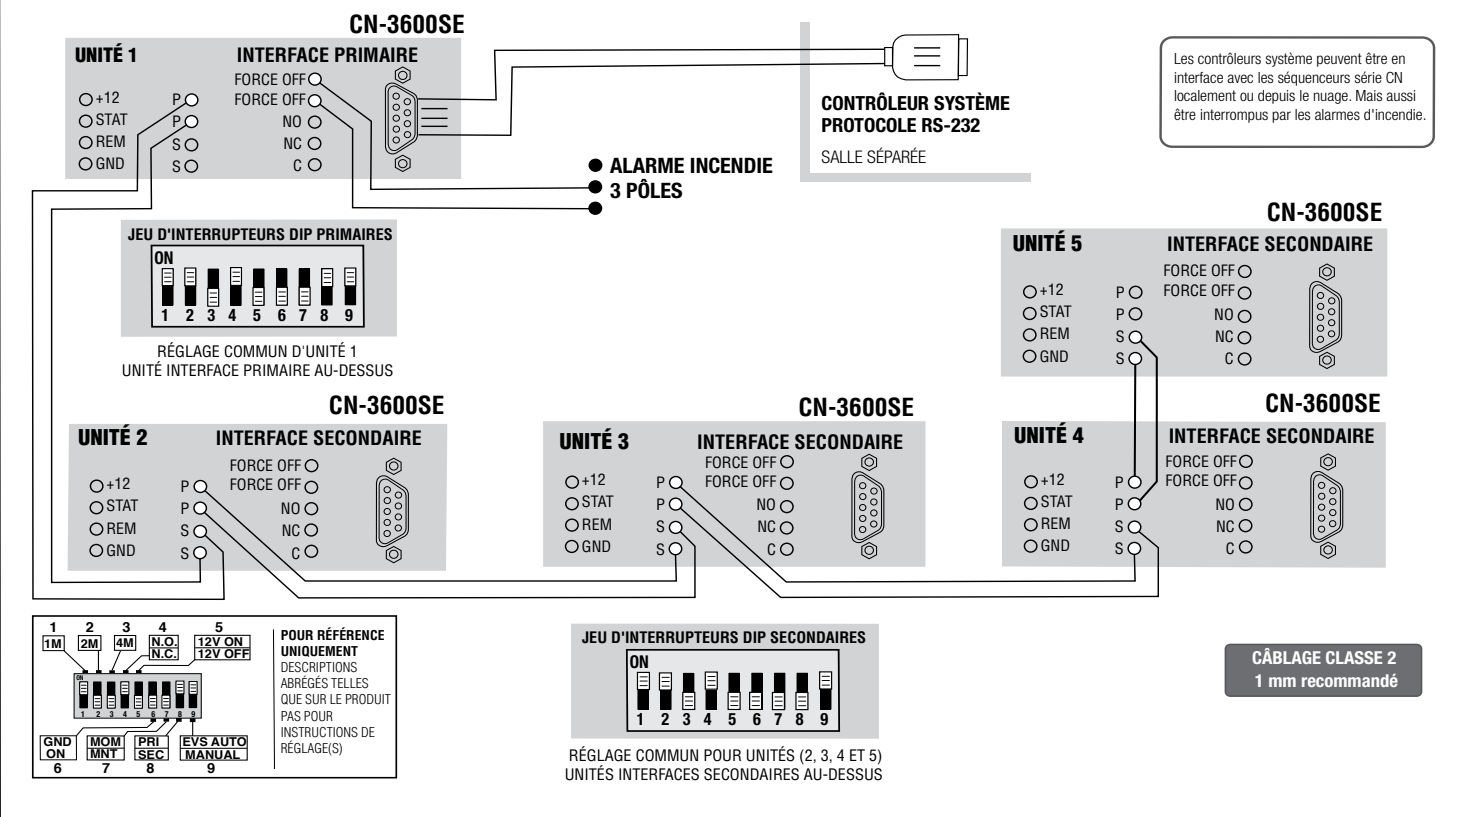 CN-3600SE
UNITÉ 1
INTERFACE PRIMAIRE
FORCE OFF
FORCE OFF
NO
NC
C
+12
STAT
REM
GND
P
P
S
S
CONTRÔLEUR SYSTÈME
PROTOCOLE RS-232
SALLE SÉPARÉE
Les contrôleurs système peuvent être en
interface avec les séquenceurs série CN
localement ou depuis le nuage. Mais aussi
être interrompus par les alarmes d'incendie.
ALARME INCENDIE
3 PÔLES
JEU D'INTERRUPTEURS DIP PRIMAIRES
ON
1 2 3 4 5 6 7 8 9
RÉGLAGE COMMUN D'UNITÉ 1
UNITÉ INTERFACE PRIMAIRE AU-DESSUS
CN-3600SE
UNITÉ 5
INTERFACE SECONDAIRE
FORCE OFF
FORCE OFF
NO
NC
C
+12
STAT
REM
GND
P
P
S
S
CN-3600SE
UNITÉ 2
INTERFACE SECONDAIRE
FORCE OFF
FORCE OFF
NO
NC
C
+12
STAT
REM
GND
P
P
S
S
CN-3600SE
UNITÉ 3
INTERFACE SECONDAIRE
FORCE OFF
FORCE OFF
NO
NC
C
+12
STAT
REM
GND
P
P
S
S
CN-3600SE
UNITÉ 4
INTERFACE SECONDAIRE
FORCE OFF
FORCE OFF
NO
NC
C
+12
STAT
REM
GND
P
P
S
S
1 2 3 4 5
1M 2M 4M N.O. 12V ON
N.C. 12V OFF
ON
1 2 3 4 5 6 7 8 9
GND MOM PRI EVS AUTO
ON MNT SEC MANUAL
6 7 8 9
POUR RÉFÉRENCE
UNIQUEMENT
DESCRIPTIONS
ABRÉGÉS TELLES
QUE SUR LE PRODUIT
PAS POUR
INSTRUCTIONS DE
RÉGLAGE(S)
JEU D'INTERRUPTEURS DIP SECONDAIRES
ON
1 2 3 4 5 6 7 8 9
RÉGLAGE COMMUN POUR UNITÉS (2, 3, 4 ET 5)
UNITÉS INTERFACES SECONDAIRES AU-DESSUS
CÂBLAGE CLASSE 2
1 mm recommandé